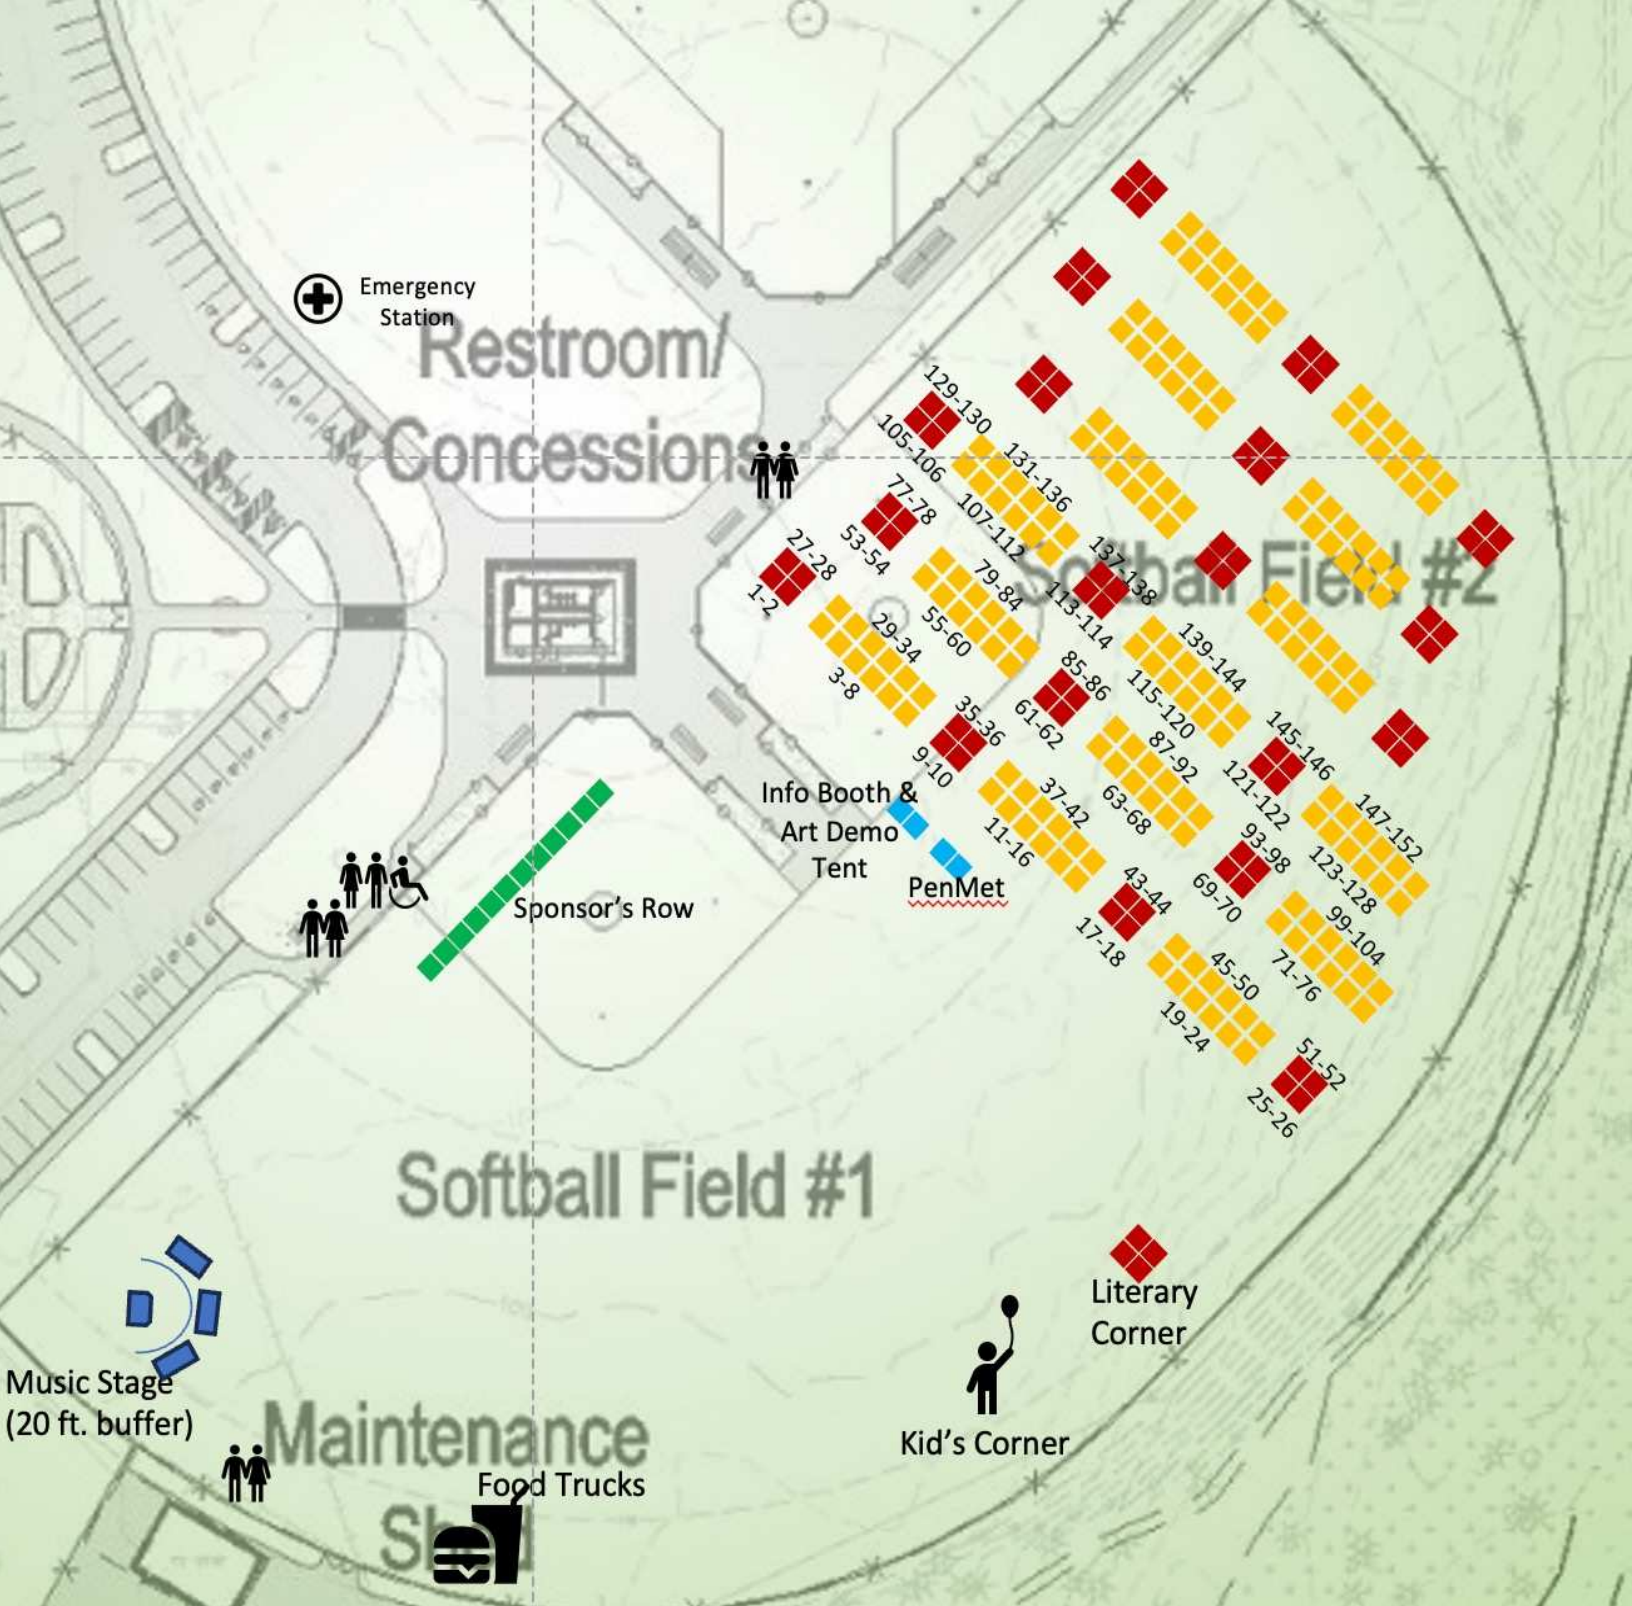 Emergency
Station
Restroom/
Concessions
129-130
105-106
131-136
107-112
77-78
53-54
27-28
1-2
79-84
55-60
137-138
113-114
Softball Field #2
29-34
3-8
139-144
115-120
85-86
61-62
35-36
9-10
145-146
121-122
87-92
63-68
147-152
123-128
37-42
11-16
93-98
69-70
43-44
17-18
99-104
71-76
45-50
19-24
51-52
25-26
Info Booth &
Art Demo
Tent
PenMet
Sponsor's Row
Softball Field #1
Literary
Corner
Kid's Corner
Music Stage
(20 ft. buffer)
Maintenance
Shed
Food Trucks